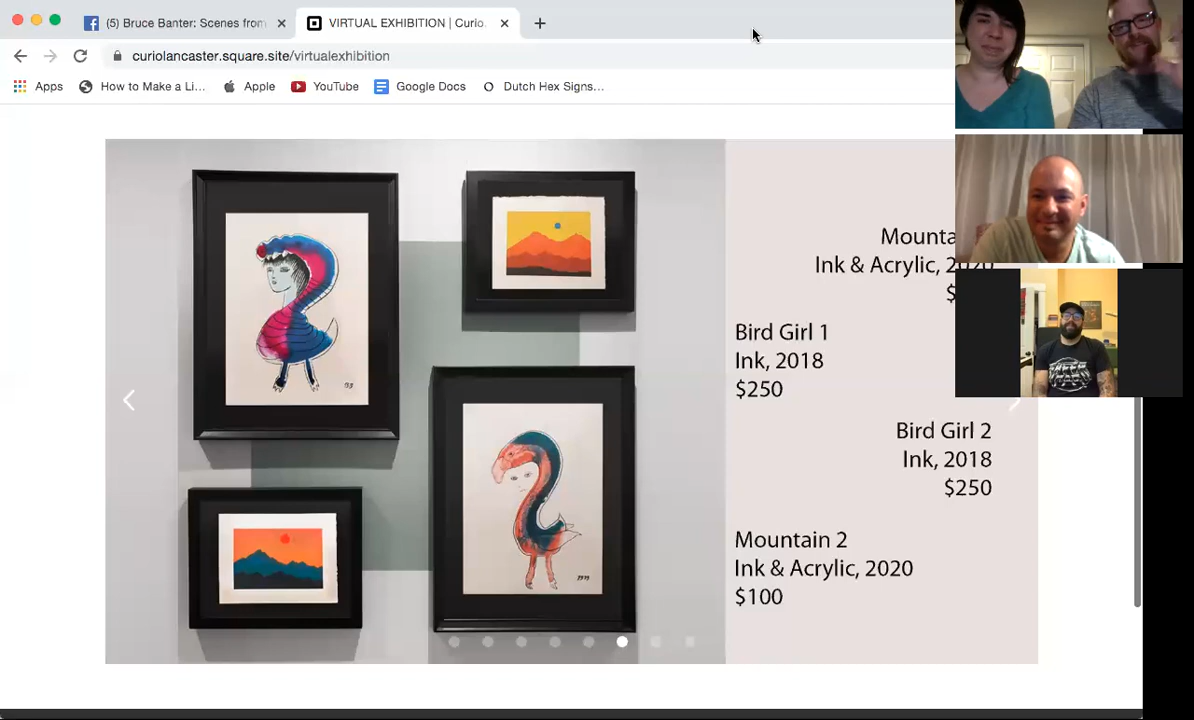 (5) Bruce Banter: Scenes from
VIRTUAL EXHIBITION | Curio.
curiolancaster.square.site/virtualexhibition
Apps
How to Make a Li...
Apple
YouTube
Google Docs
Dutch Hex Signs...
Mounta
Ink & Acrylic, 2020
$
Bird Girl 1
Ink, 2018
$250
Bird Girl 2
Ink, 2018
$250
Mountain 2
Ink & Acrylic, 2020
$100